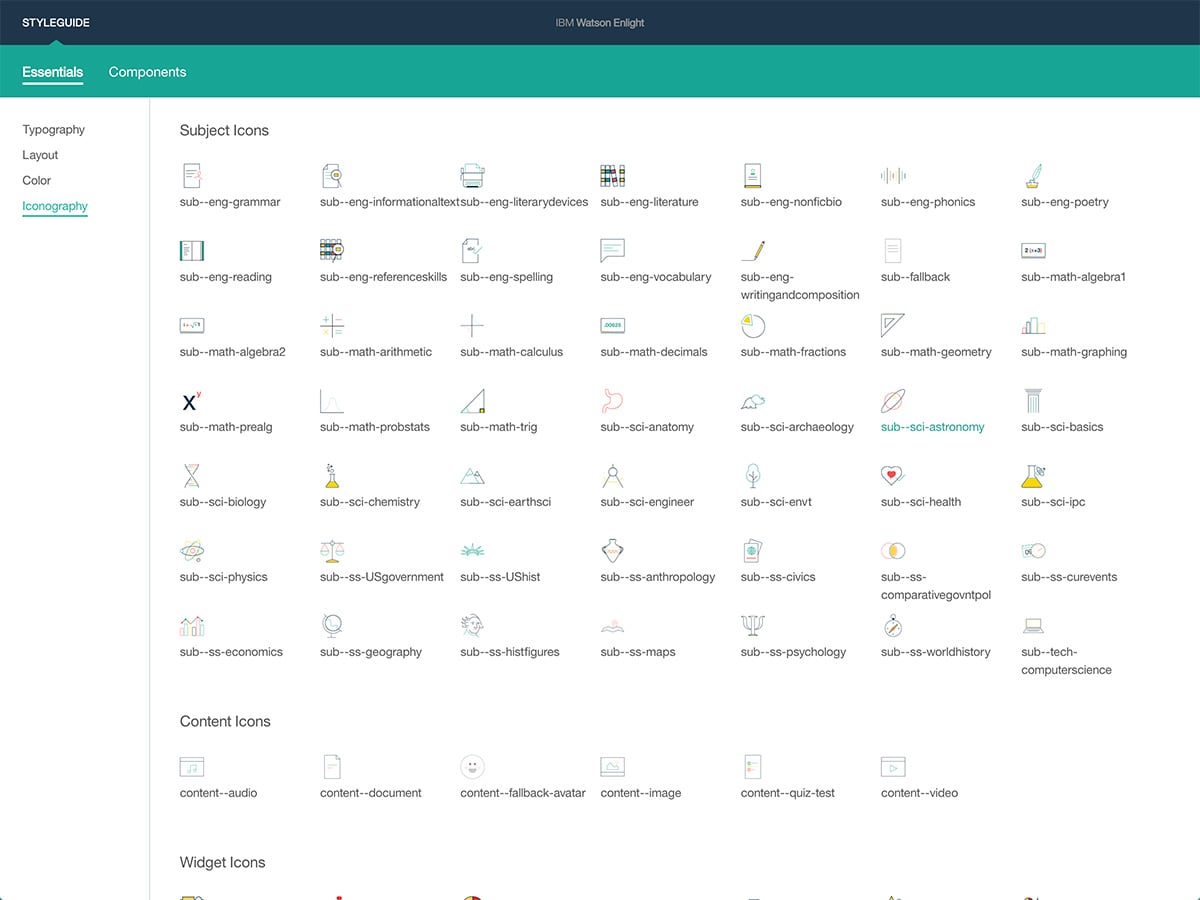 STYLEGUIDE
IBM Watson Enlight
Essentials Components
Typography
Layout
Color
Iconography
Subject Icons
sub--eng-grammar sub--eng-informationaltext sub--eng-literarydevices sub--eng-literature sub--eng-nonficbio sub--eng-phonics sub--eng-poetry
abc 2 (x+3)
sub--eng-reading sub--eng-referenceskills sub--eng-spelling sub--eng-vocabulary sub--eng- sub--fallback sub--math-algebra1
writingandcomposition
.00625
sub--math-algebra2 sub--math-arithmetic sub--math-calculus sub--math-decimals sub--math-fractions sub--math-geometry sub--math-graphing
Xy
sub--math-prealg sub--math-probstats sub--math-trig sub--sci-anatomy sub--sci-archaeology sub--sci-astronomy sub--sci-basics
sub--sci-biology sub--sci-chemistry sub--sci-earthsci sub--sci-engineer sub--sci-envt sub--sci-health sub--sci-ipc
sub--sci-physics sub--ss-USgovernment sub--ss-UShist sub--ss-anthropology sub--ss-civics sub--ss- sub--ss-curevents
comparativegovntpol
sub--ss-economics sub--ss-geography sub--ss-histfigures sub--ss-maps sub--ss-psychology sub--ss-worldhistory sub--tech-
computerscience
Content Icons
content--audio content--document content--fallback-avatar content--image content--quiz-test content--video
Widget Icons